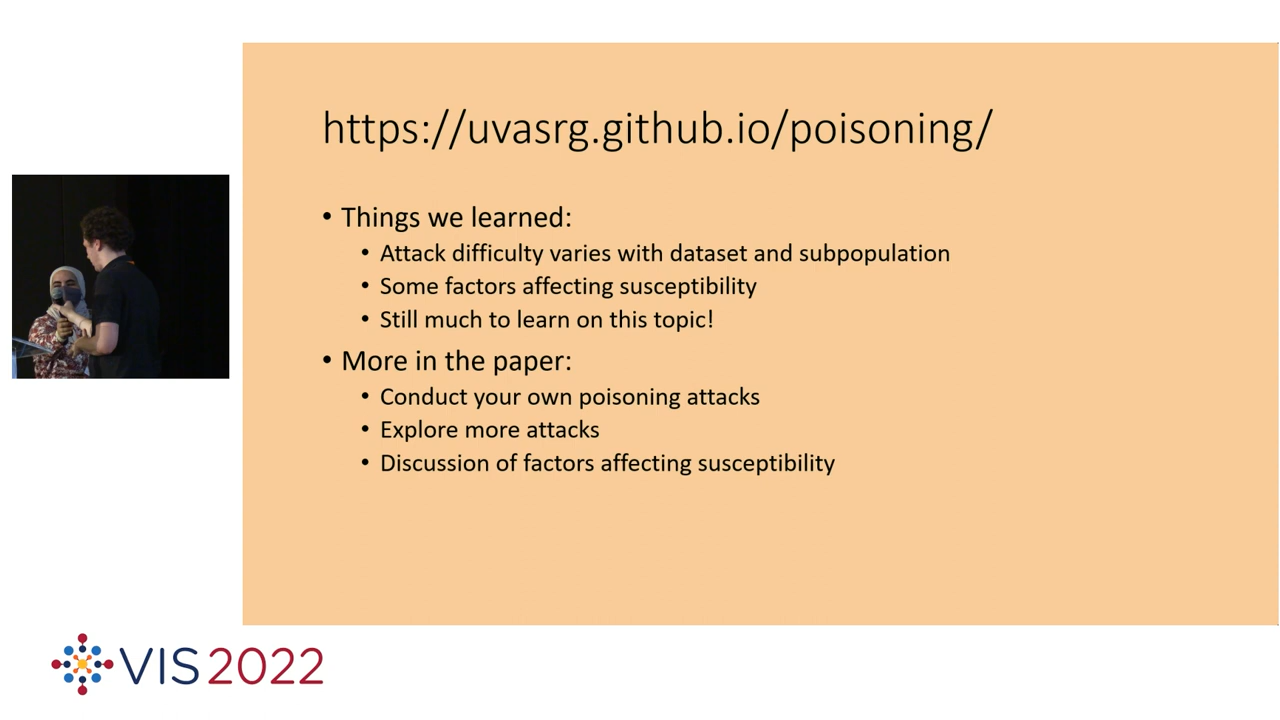 https://uvasrg.github.io/poisoning/
• Things we learned:
• Attack difficulty varies with dataset and subpopulation
• Some factors affecting susceptibility
• Still much to learn on this topic!
• More in the paper:
• Conduct your own poisoning attacks
• Explore more attacks
• Discussion of factors affecting susceptibility
VIS2022